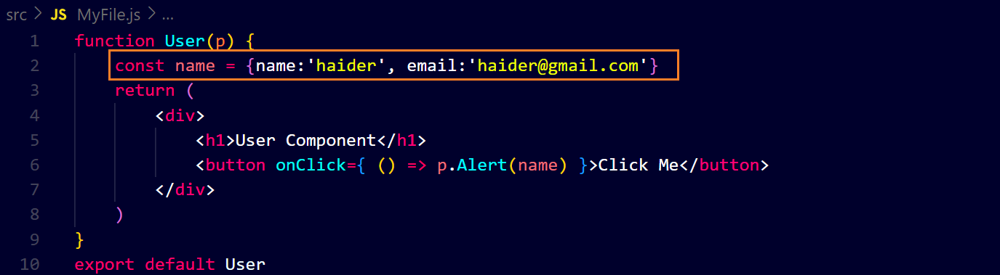 src > JS MyFile.js > ...
1 function User(p) {
2 const name = {name:'haider', email:'haider@gmail.com'}
3 return (
4 <div>
5 <h1>User Component</h1>
6 <button onClick={ () => p.Alert(name) }>Click Me</button>
7 </div>
8 )
9 }
10 export default User